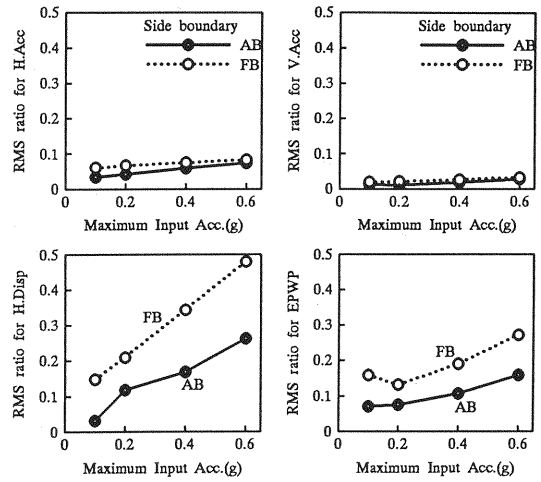 0.5
0.4
0.3
0.2
0.1
0
RMS ratio for H.Acc
Side boundary
AB
FB
0 0.2 0.4 0.6
Maximum Input Acc.(g)
0.5
0.4
0.3
0.2
0.1
0
RMS ratio for V.Acc
Side boundary
AB
FB
0 0.2 0.4 0.6
Maximum Input Acc.(g)
0.5
0.4
0.3
0.2
0.1
0
RMS ratio for H.Disp
FB
AB
0 0.2 0.4 0.6
Maximum Input Acc.(g)
0.5
0.4
0.3
0.2
0.1
0
RMS ratio for EPWP
FB
AB
0 0.2 0.4 0.6
Maximum Input Acc.(g)